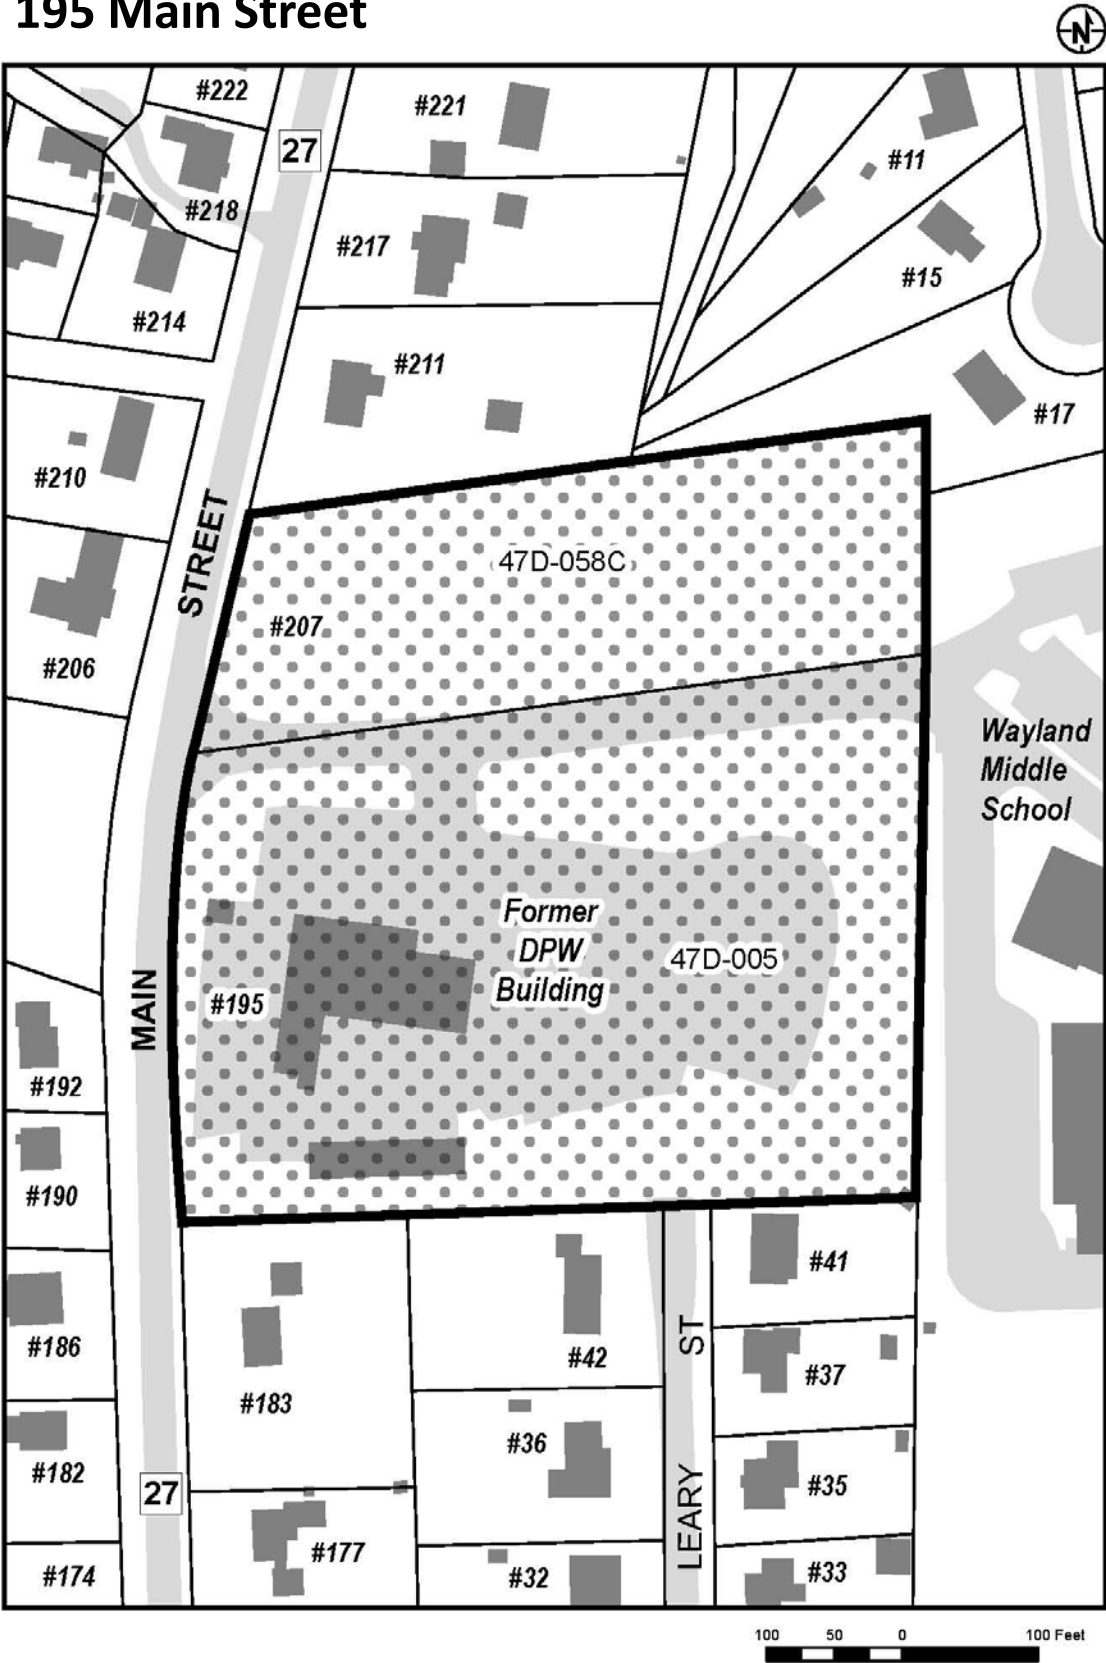 195 Main Street
N
#222
#221
27
#11
#218
#217
#15
#214
#211
#17
#210
STREET
47D-058C
#207
#206
Wayland
Middle
School
Former
DPW
Building
47D-005
#195
MAIN
#192
#190
#41
#186
#42
ST
#37
#183
#36
#182
#35
27
LEARY
#177
#174
#32
#33
100 50 0 100 Feet